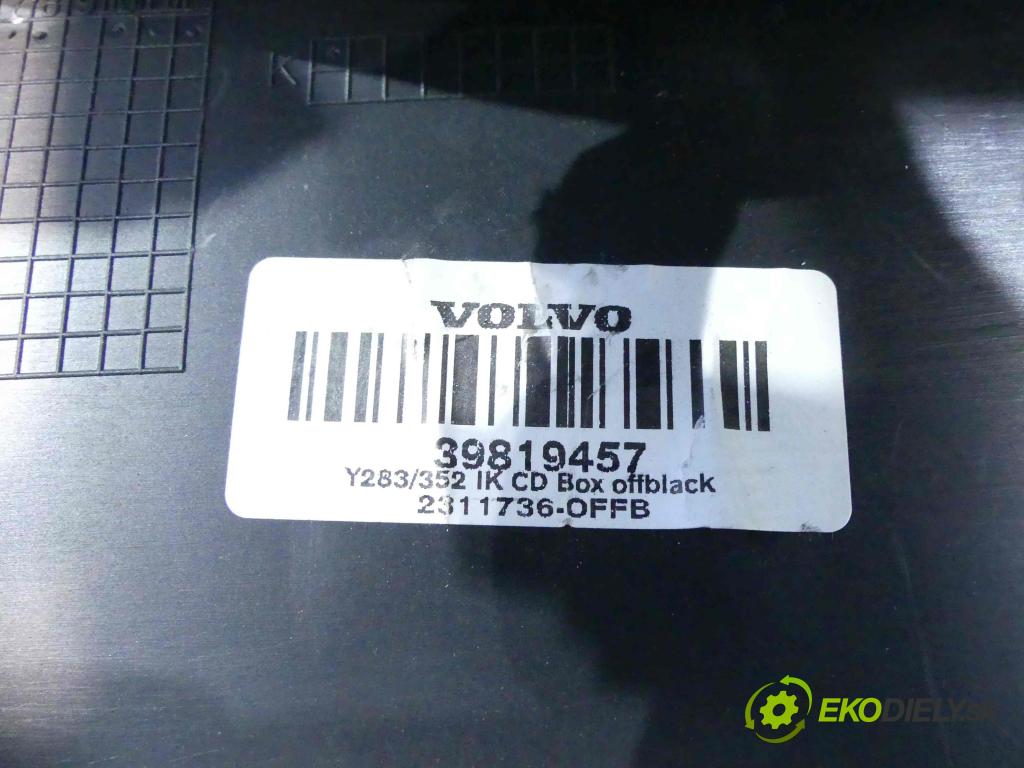 K
VOLVO
39819457
Y283/352 IK CD Box offblack
2311736-OFFB
EKODIELY.SK